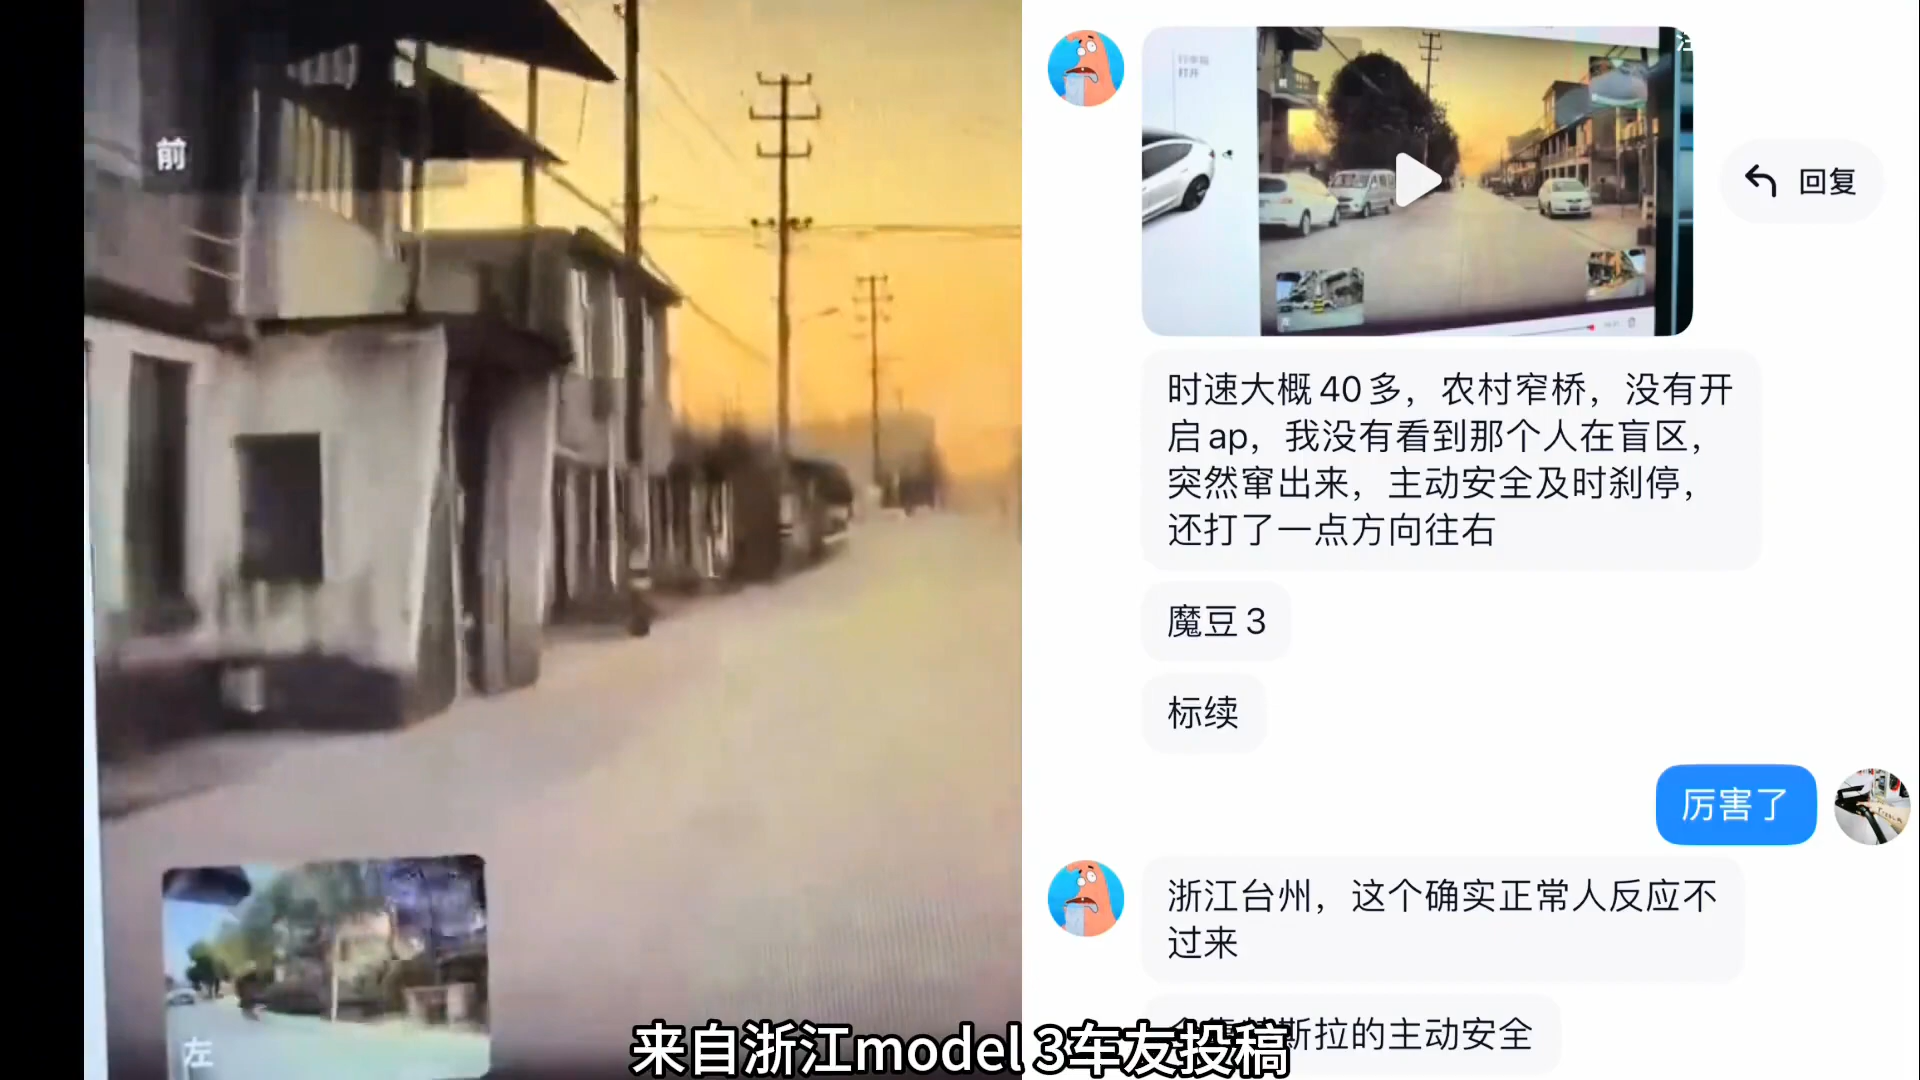 前
左
回复
时速大概40多，农村窄桥，没有开
启ap，我没有看到那个人在盲区，
突然窜出来，主动安全及时刹停，
还打了一点方向往右
魔豆3
标续
厉害了
浙江台州，这个确实正常人反应不
过来
斯拉的主动安全
来自浙江model 3车友投稿